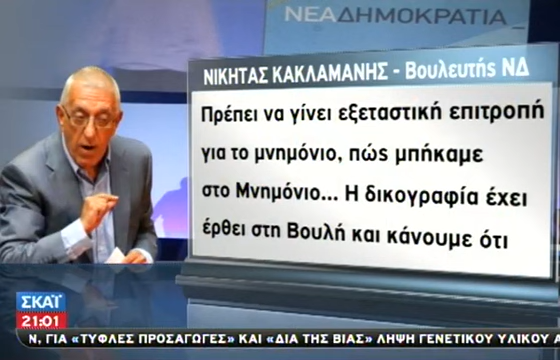 ΝΕΑΔΗΜΟΚΡΑΤΙΑ
ΝΙΚΗΤΑΣ ΚΑΚΛΑΜΑΝΗΣ - Βουλευτής ΝΔ
Πρέπει να γίνει εξεταστική επιτροπή
για το μνημόνιο, πώς μπήκαμε
στο Μνημόνιο... Η δικογραφία έχει
έρθει στη Βουλή και κάνουμε ότι
ΣΚΑΪ
21:01
Ν, ΓΙΑ «ΤΥΦΛΕΣ ΠΡΟΣΑΓΩΓΕΣ» ΚΑΙ «ΔΙΑ ΤΗΣ ΒΙΑΣ» ΛΗΨΗ ΓΕΝΕΤΙΚΟΥ ΥΛΙΚΟΥ